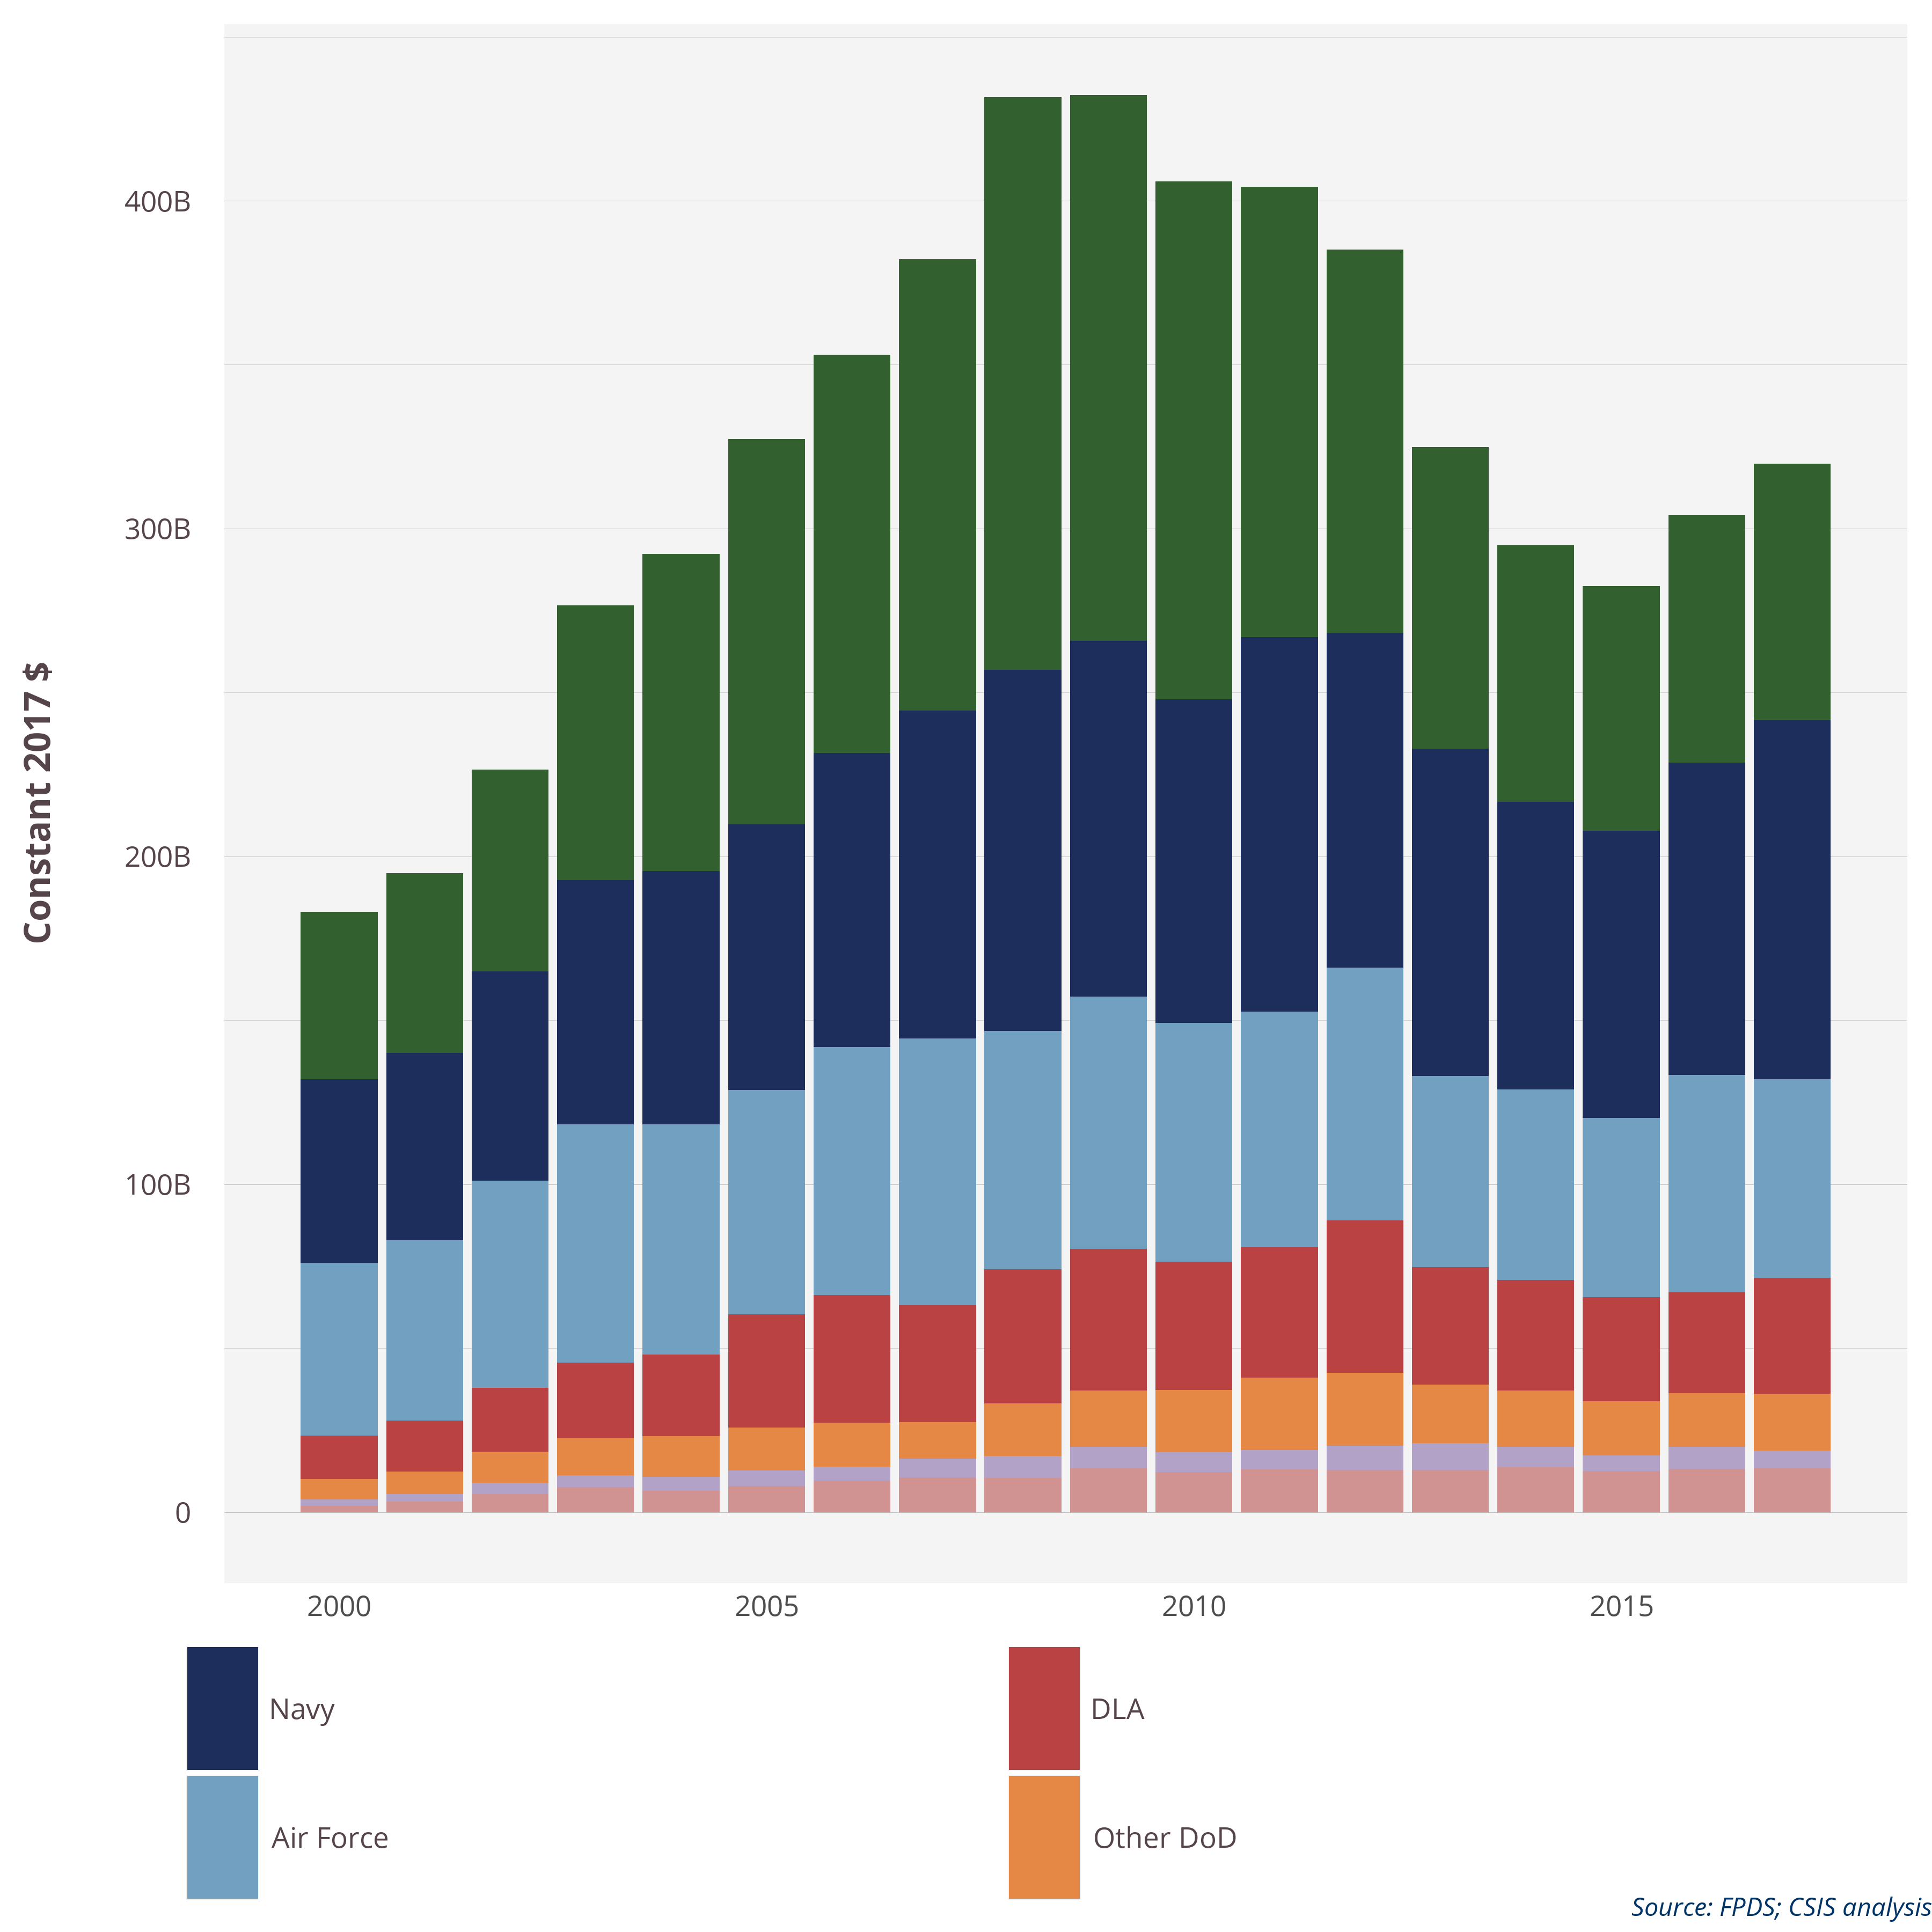 Constant 2017 $
400B
300B
200B
100B
0
2000 2005 2010 2015
Navy DLA
Air Force Other DoD
Source: FPDS; CSIS analysis